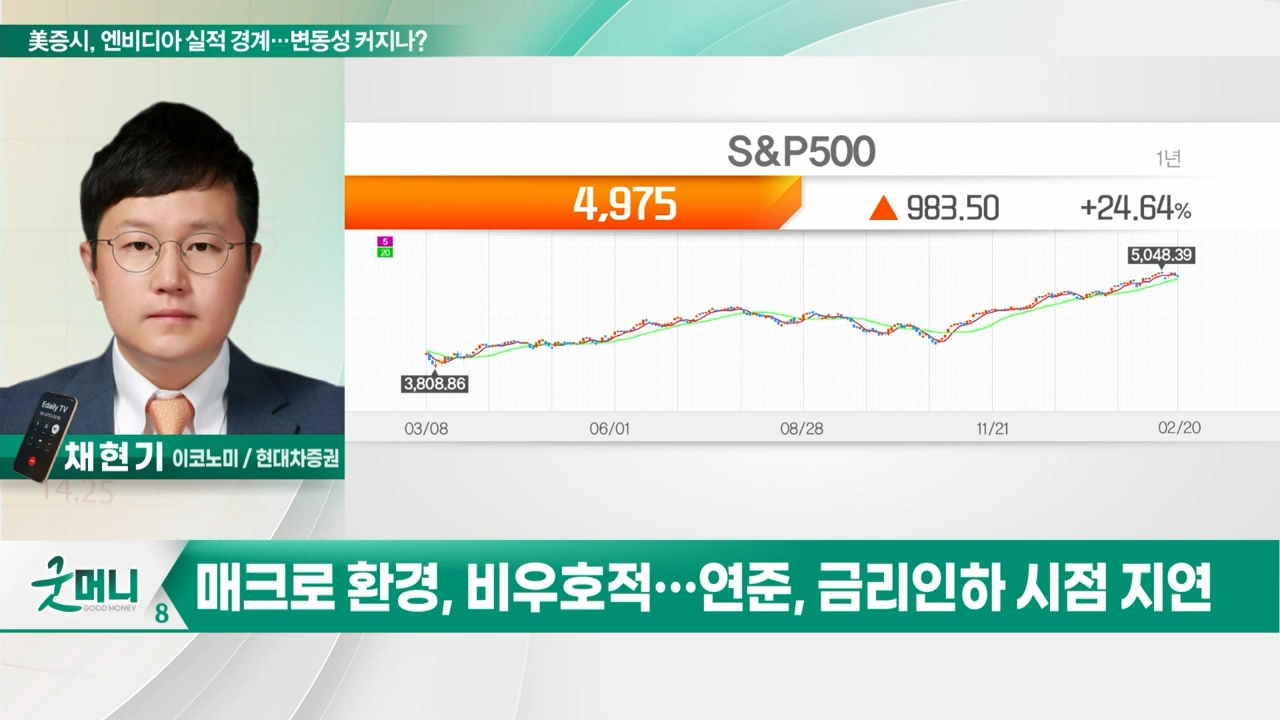 美증시, 엔비디아 실적 경계…변동성 커지나?
S&P500
1년
4,975
▲ 983.50
+24.64%
5
20
5,048.39
3,808.86
03/08
06/01
08/28
11/21
02/20
Edaily TV
채현기 이코노미 / 현대차증권
14.25
굿머니
GOOD MONEY
8
매크로 환경, 비우호적…연준, 금리인하 시점 지연